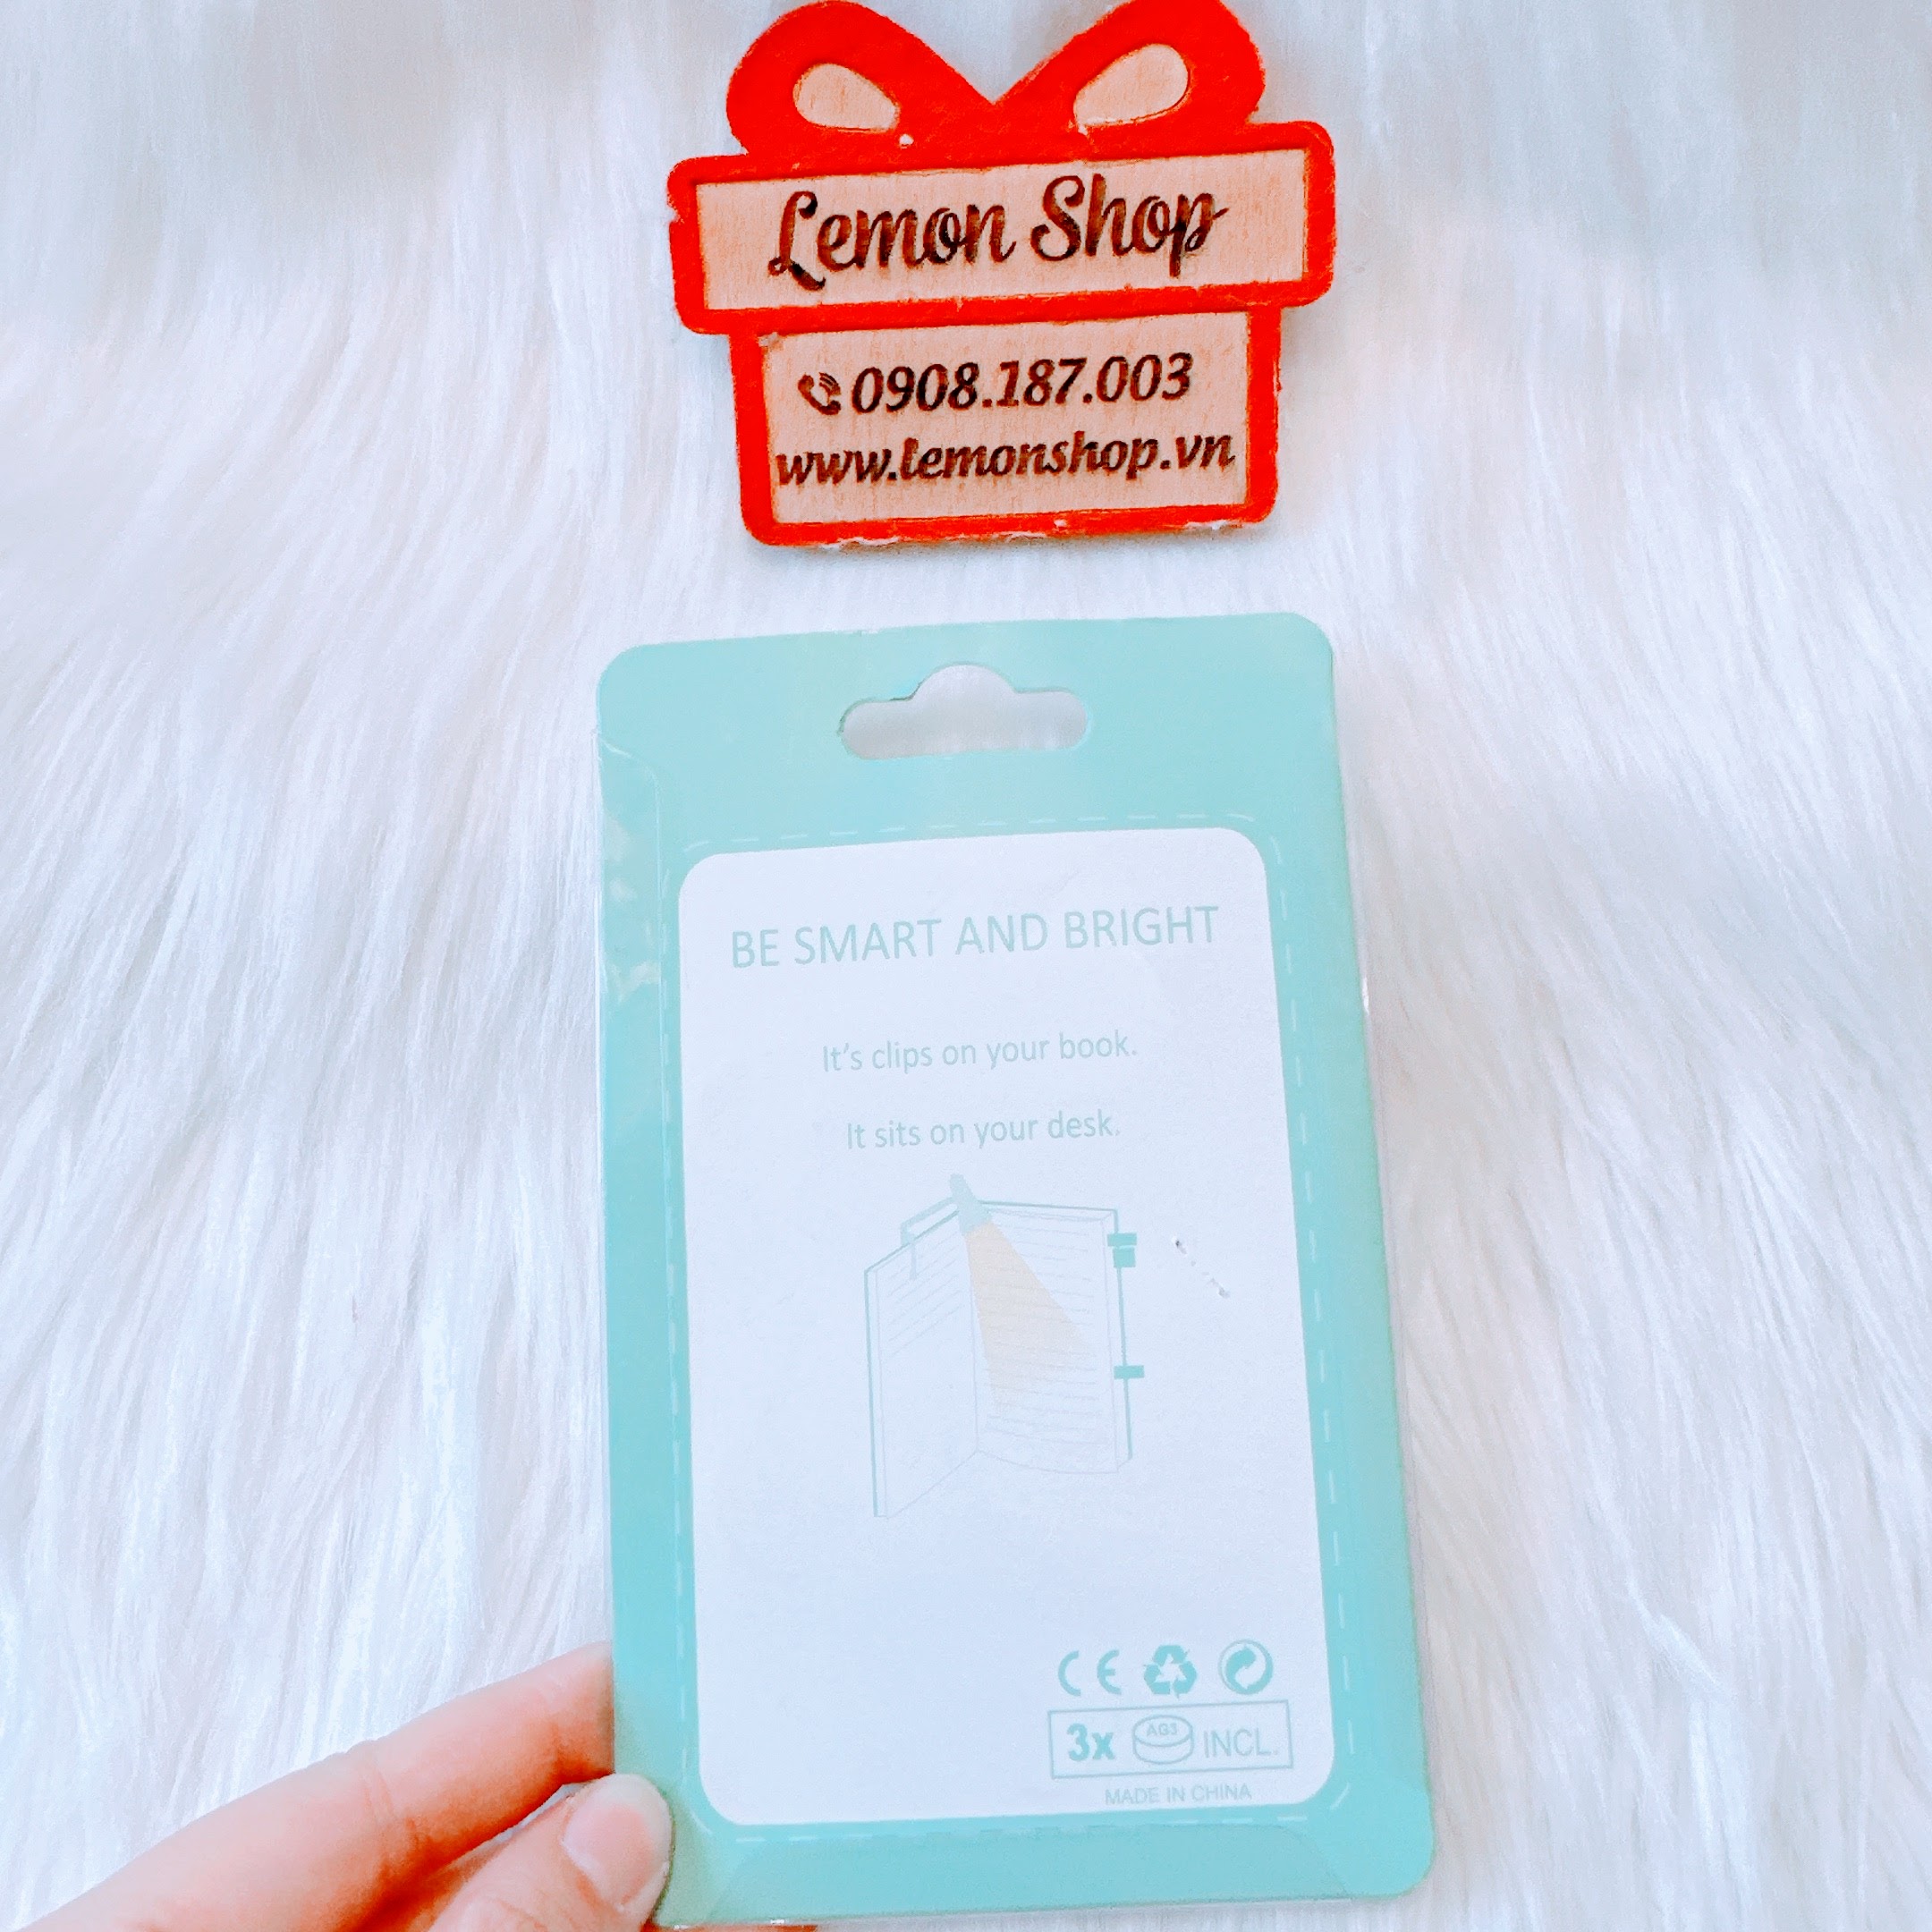 Lemon Shop
0908.187.003
www.lemonshop.vn
BE SMART AND BRIGHT
It's clips on your book.
It sits on your desk.
CE
3x AG3 INCL.
MADE IN CHINA